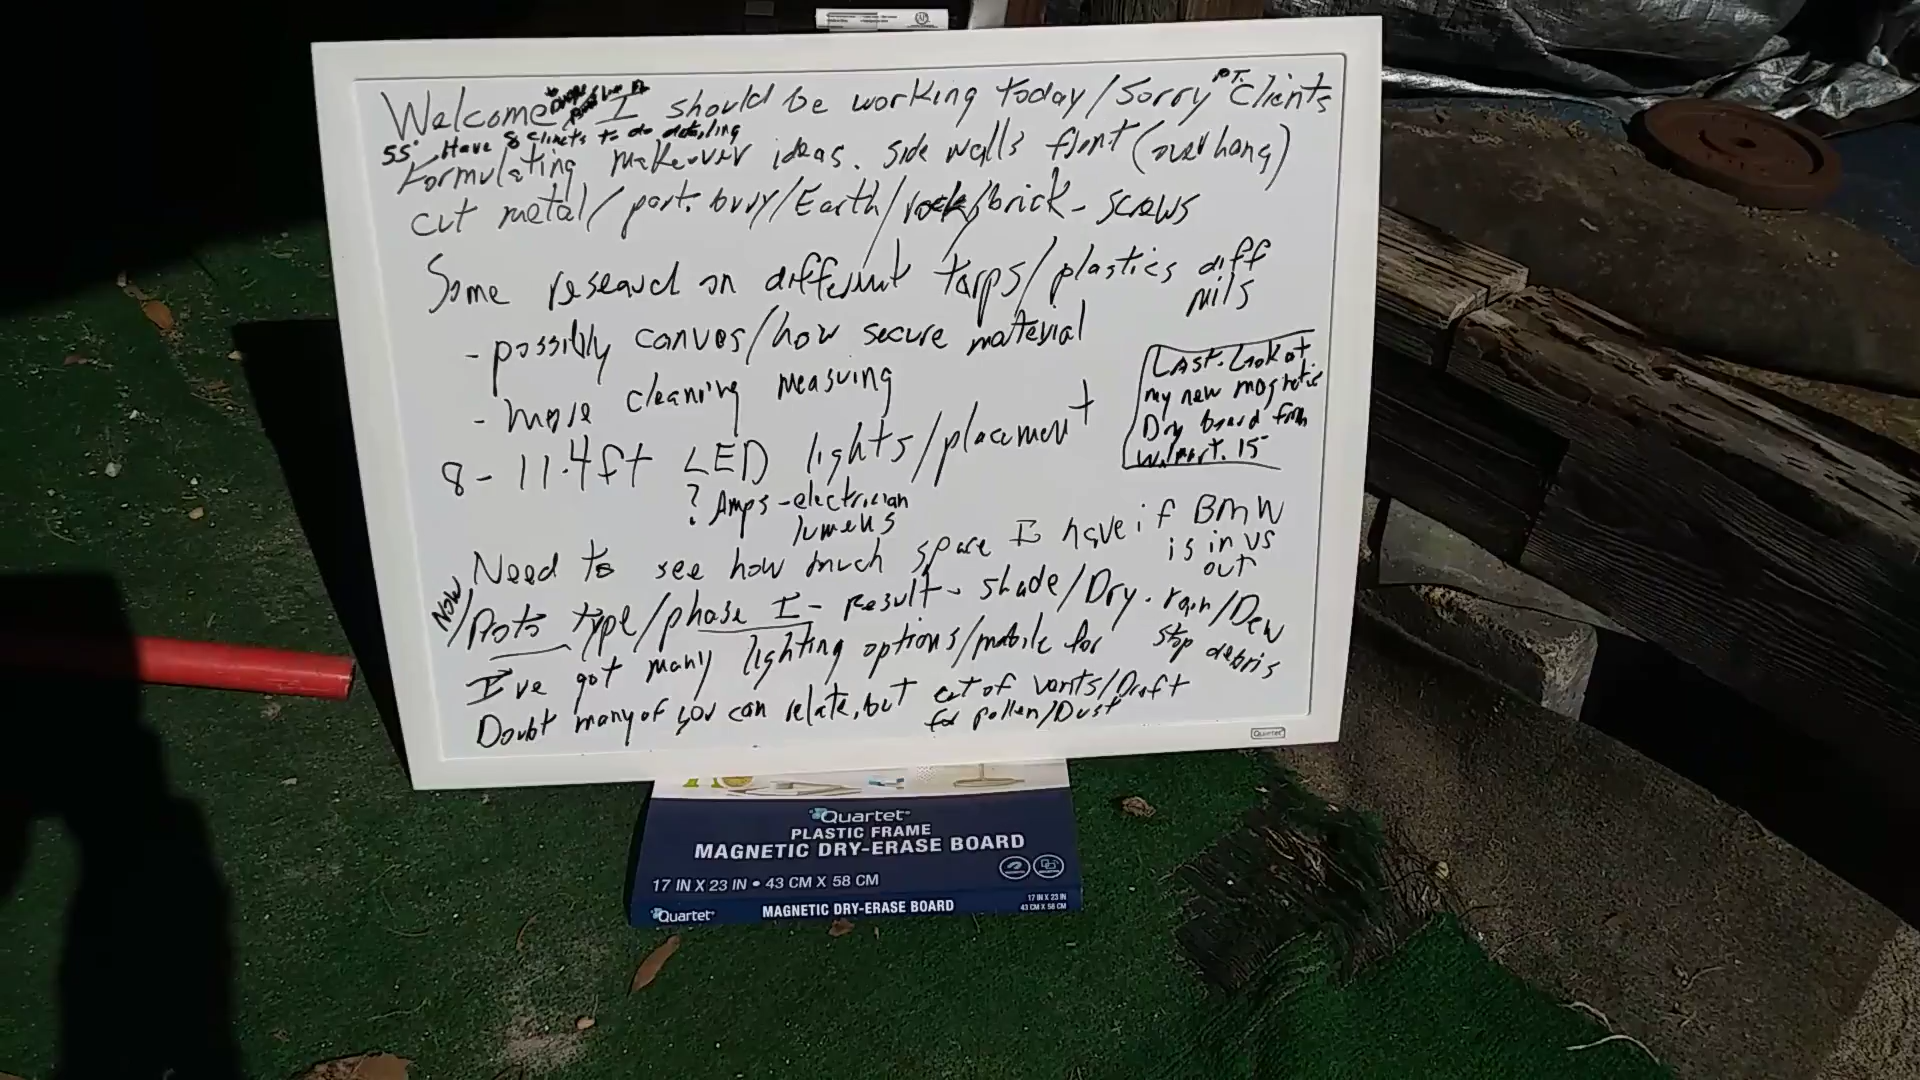 Welcome to I should be working today/Sorry PT. Clients
55° Have 8 Clinets to do detailing
Formulating makeover ideas. side walls front (overhang)
cut metal/part. bury/Earth/rock/brick - screws
Some research on different tarps/plastics diff mils
- possibly canves/how secure material
- more cleaning measuring
Last. Look at
my new magnetic
Dry board from
Walmart. 15
8 - 11.4ft LED lights/placement
? Amps - electrician
lumens
Need to see how much space I have if BMW
is in vs
out
Now/Proto type/phase I - Result - shade/Dry. rain/Dew
stop debris
I've got many lighting options/mobile for
Doubt many of you can relate, but cut of vents/Draft
for pollen/Dust
Quartet
Quartet
PLASTIC FRAME
MAGNETIC DRY-ERASE BOARD
17 IN X 23 IN • 43 CM X 58 CM
Quartet MAGNETIC DRY-ERASE BOARD
17 IN X 23 IN
43 CM X 58 CM